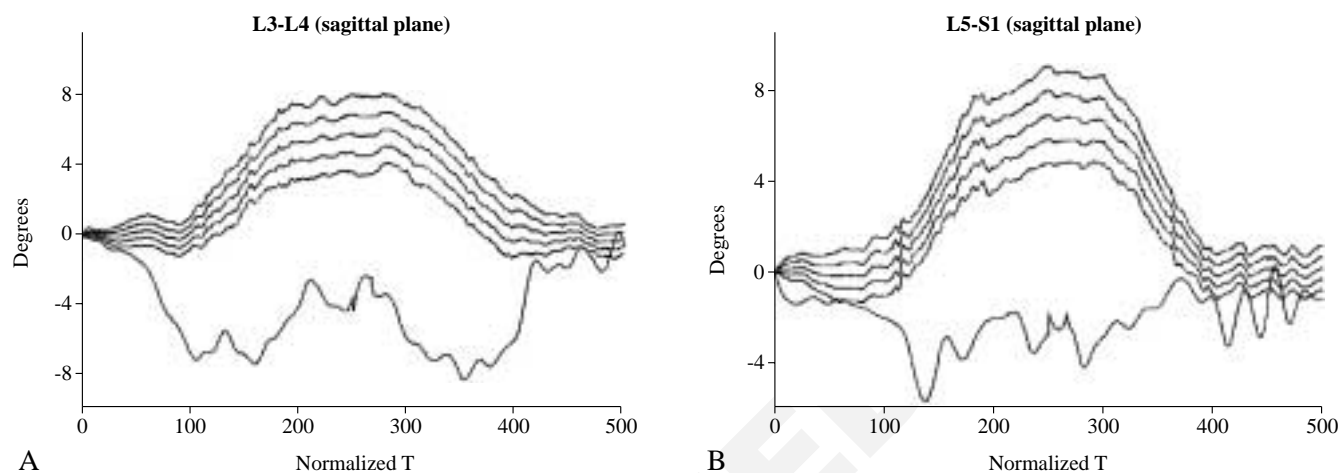 L3-L4 (sagittal plane)
8
4
0
-4
-8
Degrees
0 100 200 300 400 500
A
Normalized T
L5-S1 (sagittal plane)
8
4
0
-4
Degrees
0 100 200 300 400 500
B
Normalized T